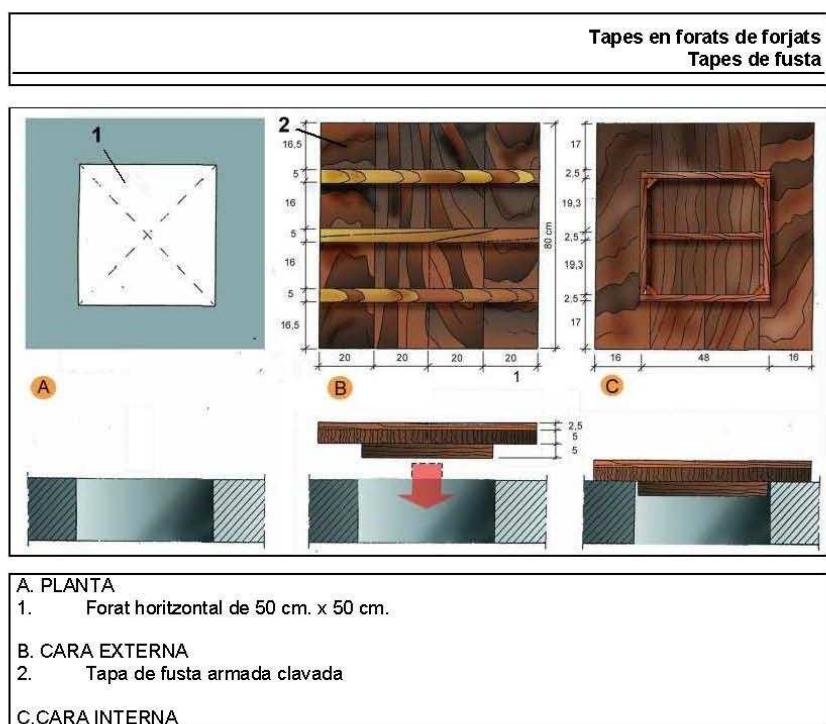 Tapes en forats de forjats
Tapes de fusta
1
2
16,5
5
16
5
16
5
16,5
80 cm
20 20 20 20
1
17
2,5
19,3
2,5
19,3
2,5
17
16 48 16
A
B
C
2,5
5
5
A. PLANTA
1. Forat horitzontal de 50 cm. x 50 cm.
B. CARA EXTERNA
2. Tapa de fusta armada clavada
C.CARA INTERNA